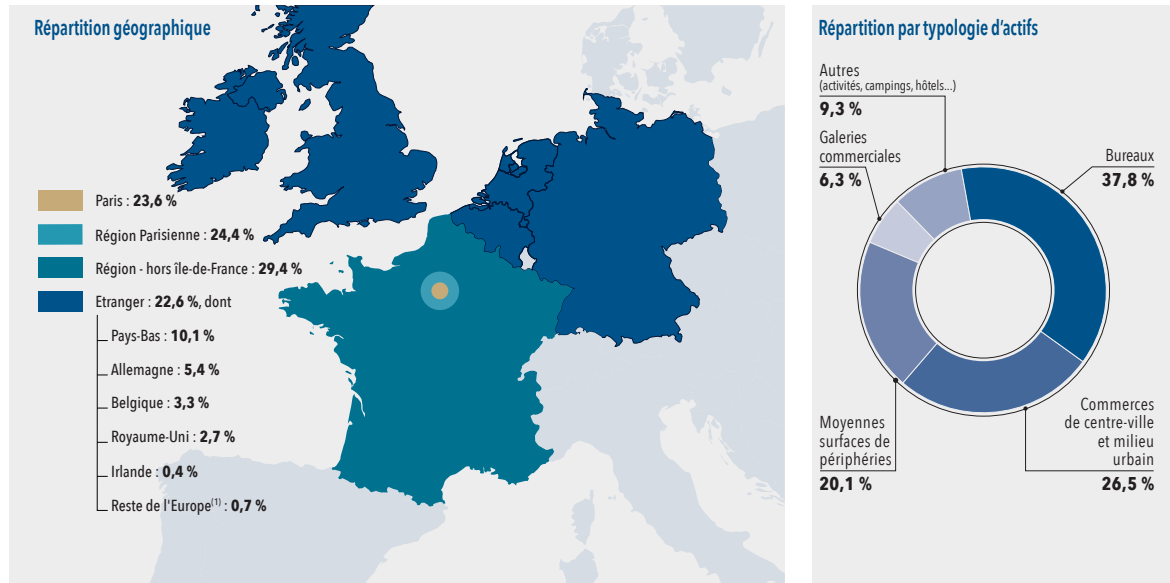 Répartition géographique
Paris : 23,6 %
Région Parisienne : 24,4 %
Région - hors île-de-France : 29,4 %
Etranger : 22,6 %, dont
Pays-Bas : 10,1 %
Allemagne : 5,4 %
Belgique : 3,3 %
Royaume-Uni : 2,7 %
Irlande : 0,4 %
Reste de l'Europe(1) : 0,7 %
Répartition par typologie d'actifs
Autres
(activités, campings, hôtels...)
9,3 %
Galeries
commerciales
6,3 %
Bureaux
37,8 %
Moyennes
surfaces de
périphéries
20,1 %
Commerces
de centre-ville
et milieu
urbain
26,5 %